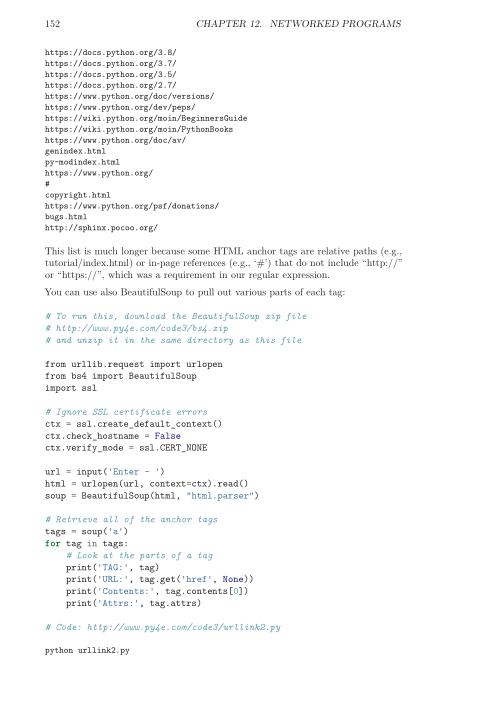 152 CHAPTER 12. NETWORKED PROGRAMS
https://docs.python.org/3.8/
https://docs.python.org/3.7/
https://docs.python.org/3.5/
https://docs.python.org/2.7/
https://www.python.org/doc/versions/
https://www.python.org/dev/peps/
https://wiki.python.org/moin/BeginnersGuide
https://wiki.python.org/moin/PythonBooks
https://www.python.org/doc/av/
genindex.html
py-modindex.html
https://www.python.org/
#
copyright.html
https://www.python.org/psf/donations/
bugs.html
http://sphinx.pocoo.org/
This list is much longer because some HTML anchor tags are relative paths (e.g.,
tutorial/index.html) or in-page references (e.g., '#') that do not include "http://"
or "https://", which was a requirement in our regular expression.
You can use also BeautifulSoup to pull out various parts of each tag:
# To run this, download the BeautifulSoup zip file
# http://www.py4e.com/code3/bs4.zip
# and unzip it in the same directory as this file
from urllib.request import urlopen
from bs4 import BeautifulSoup
import ssl
# Ignore SSL certificate errors
ctx = ssl.create_default_context()
ctx.check_hostname = False
ctx.verify_mode = ssl.CERT_NONE
url = input('Enter - ')
html = urlopen(url, context=ctx).read()
soup = BeautifulSoup(html, "html.parser")
# Retrieve all of the anchor tags
tags = soup('a')
for tag in tags:
    # Look at the parts of a tag
    print('TAG:', tag)
    print('URL:', tag.get('href', None))
    print('Contents:', tag.contents[0])
    print('Attrs:', tag.attrs)
# Code: http://www.py4e.com/code3/urllink2.py
python urllink2.py